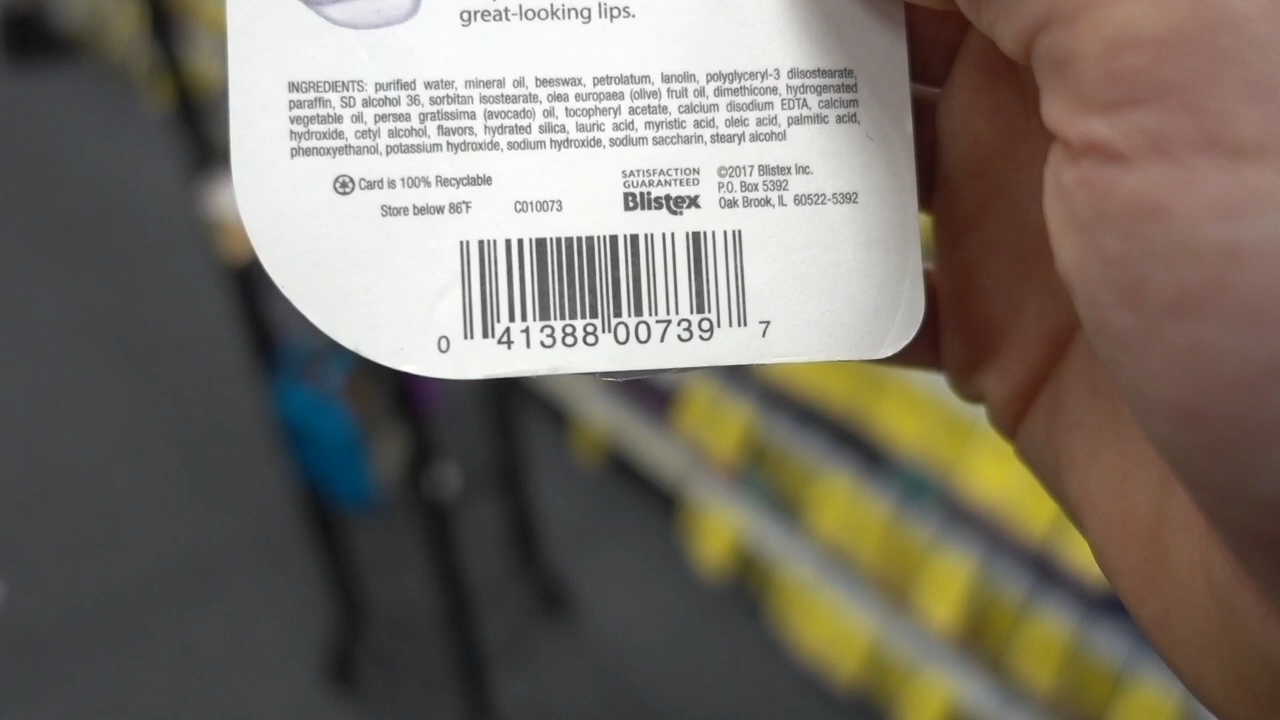 great-looking lips.
INGREDIENTS: purified water, mineral oil, beeswax, petrolatum, lanolin, polyglyceryl-3 diisostearate,
paraffin, SD alcohol 36, sorbitan isostearate, olea europaea (olive) fruit oil, dimethicone, hydrogenated
vegetable oil, persea gratissima (avocado) oil, tocopheryl acetate, calcium disodium EDTA, calcium
hydroxide, cetyl alcohol, flavors, hydrated silica, lauric acid, myristic acid, oleic acid, palmitic acid,
phenoxyethanol, potassium hydroxide, sodium hydroxide, sodium saccharin, stearyl alcohol
Card is 100% Recyclable
Store below 86°F C010073
SATISFACTION
GUARANTEED
Blistex
©2017 Blistex Inc.
P.O. Box 5392
Oak Brook, IL 60522-5392
0 41388 00739 7